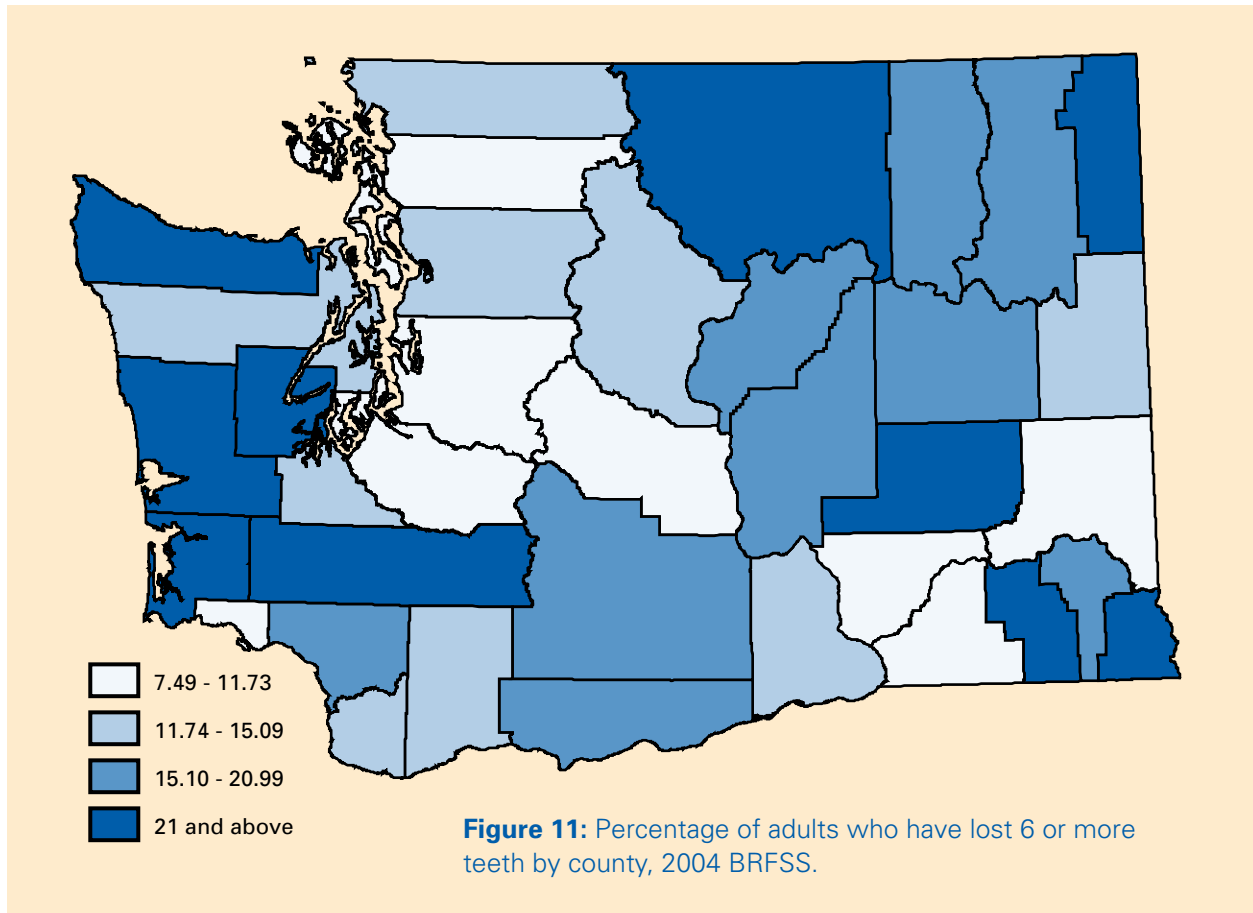 7.49 - 11.73
11.74 - 15.09
15.10 - 20.99
21 and above
Figure 11: Percentage of adults who have lost 6 or more
teeth by county, 2004 BRFSS.